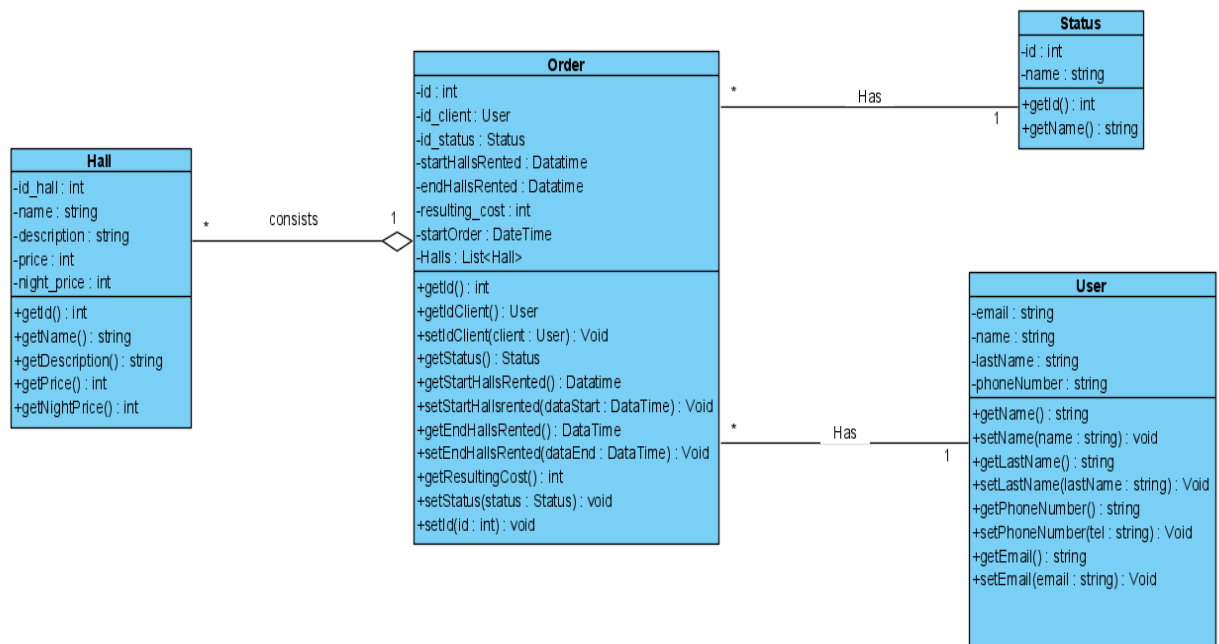 Hall
-id_hall : int
-name : string
-description : string
-price : int
-night_price : int
+getId() : int
+getName() : string
+getDescription() : string
+getPrice() : int
+getNightPrice() : int
*
consists
1
Order
-id : int
-id_client : User
-id_status : Status
-startHallsRented : Datatime
-endHallsRented : Datatime
-resulting_cost : int
-startOrder : DateTime
-Halls : List<Hall>
+getId() : int
+getIdClient() : User
+setIdClient(client : User) : Void
+getStatus() : Status
+getStartHallsRented() : Datatime
+setStartHallsrented(dataStart : DataTime) : Void
+getEndHallsRented() : DataTime
+setEndHallsRented(dataEnd : DataTime) : Void
+getResultingCost() : int
+setStatus(status : Status) : void
+setId(id : int) : void
*
Has
1
Status
-id : int
-name : string
+getId() : int
+getName() : string
*
Has
1
User
-email : string
-name : string
-lastName : string
-phoneNumber : string
+getName() : string
+setName(name : string) : void
+getLastName() : string
+setLastName(lastName : string) : Void
+getPhoneNumber() : string
+setPhoneNumber(tel : string) : Void
+getEmail() : string
+setEmail(email : string) : Void